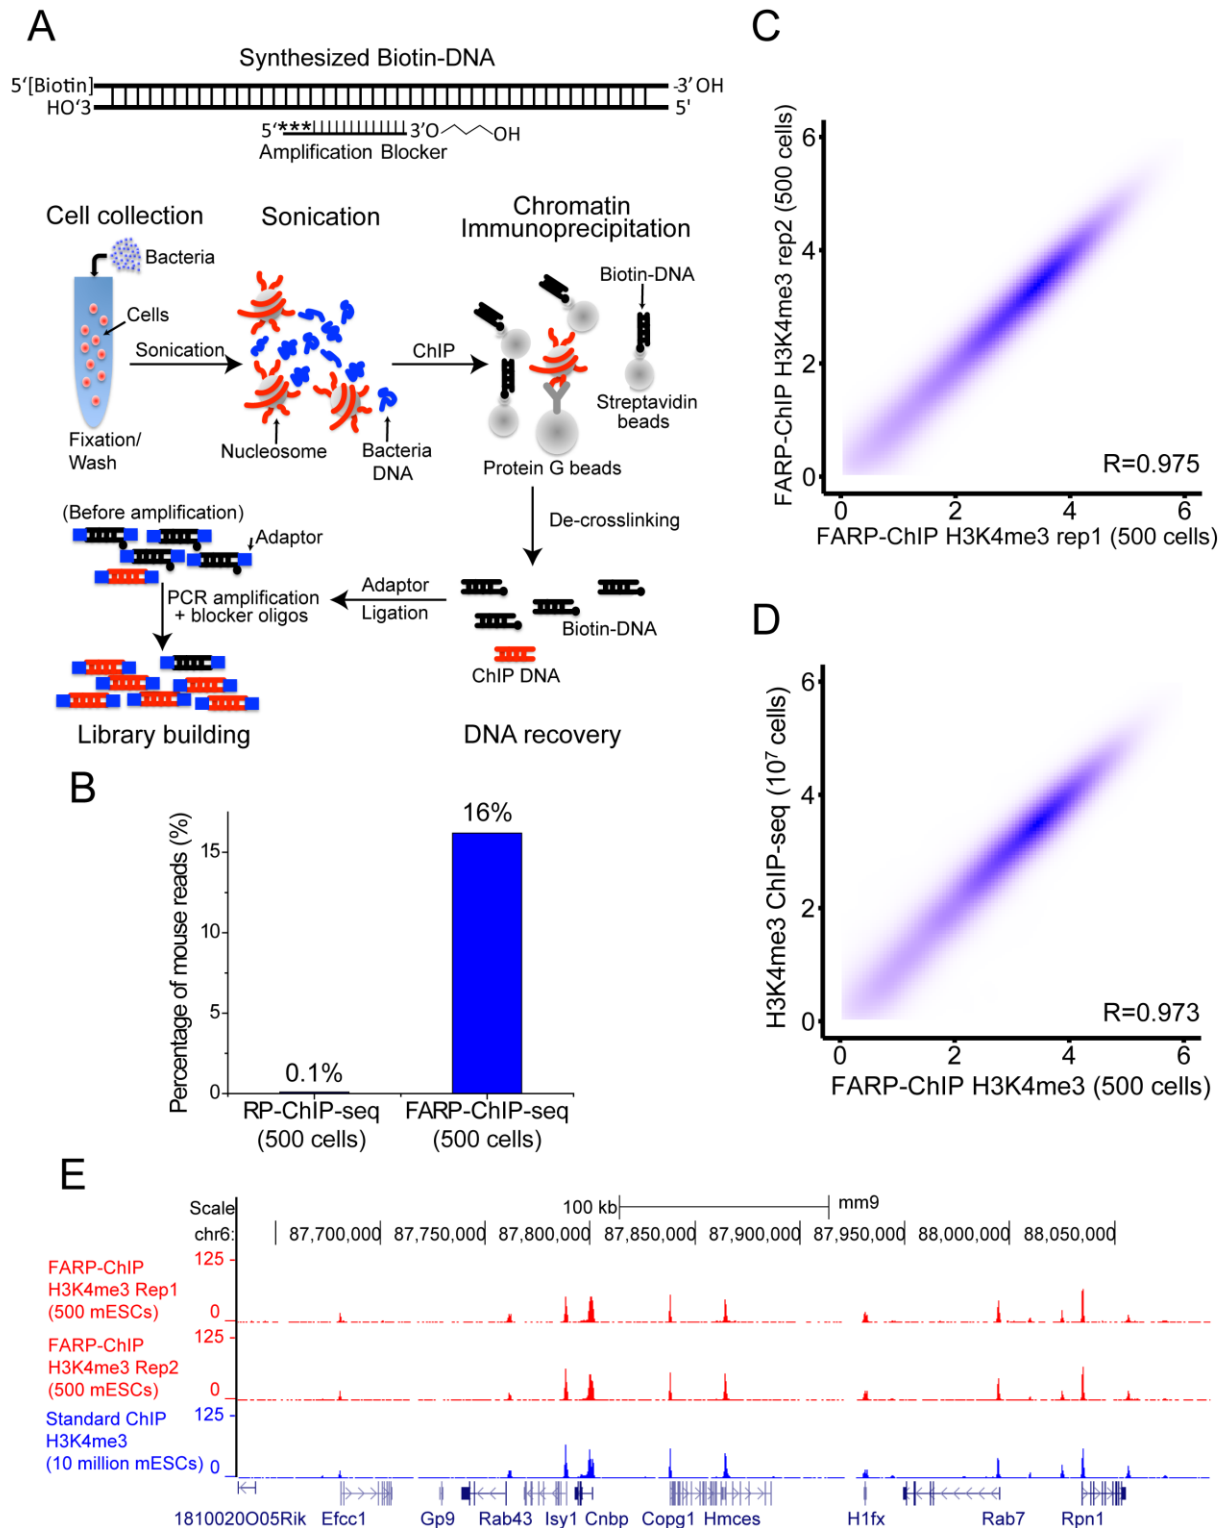 A
Synthesized Biotin-DNA
5'[Biotin]
-3'OH
HO'3
5'
5'***
3'O
OH
Amplification Blocker
Cell collection
Sonication
Chromatin
Immunoprecipitation
Bacteria
Cells
Sonication
Fixation/
Wash
Nucleosome
Bacteria
DNA
ChIP
Biotin-DNA
Streptavidin
beads
Protein G beads
De-crosslinking
(Before amplification)
Adaptor
PCR amplification
+ blocker oligos
Adaptor
Ligation
Biotin-DNA
ChIP DNA
Library building
DNA recovery
B
Percentage of mouse reads (%)
15
10
5
0
0.1%
16%
RP-ChIP-seq
(500 cells)
FARP-ChIP-seq
(500 cells)
C
FARP-ChIP H3K4me3 rep2 (500 cells)
6
4
2
0
R=0.975
0 2 4 6
FARP-ChIP H3K4me3 rep1 (500 cells)
D
H3K4me3 ChIP-seq (10⁷ cells)
6
4
2
0
R=0.973
0 2 4 6
FARP-ChIP H3K4me3 (500 cells)
E
Scale 100 kb mm9
chr6: 87,700,000 87,750,000 87,800,000 87,850,000 87,900,000 87,950,000 88,000,000 88,050,000
125
FARP-ChIP
H3K4me3 Rep1
(500 mESCs)
0
125
FARP-ChIP
H3K4me3 Rep2
(500 mESCs)
0
125
Standard ChIP
H3K4me3
(10 million mESCs)
0
1810020O05Rik Efcc1 Gp9 Rab43 Isy1 Cnbp Copg1 Hmces H1fx Rab7 Rpn1